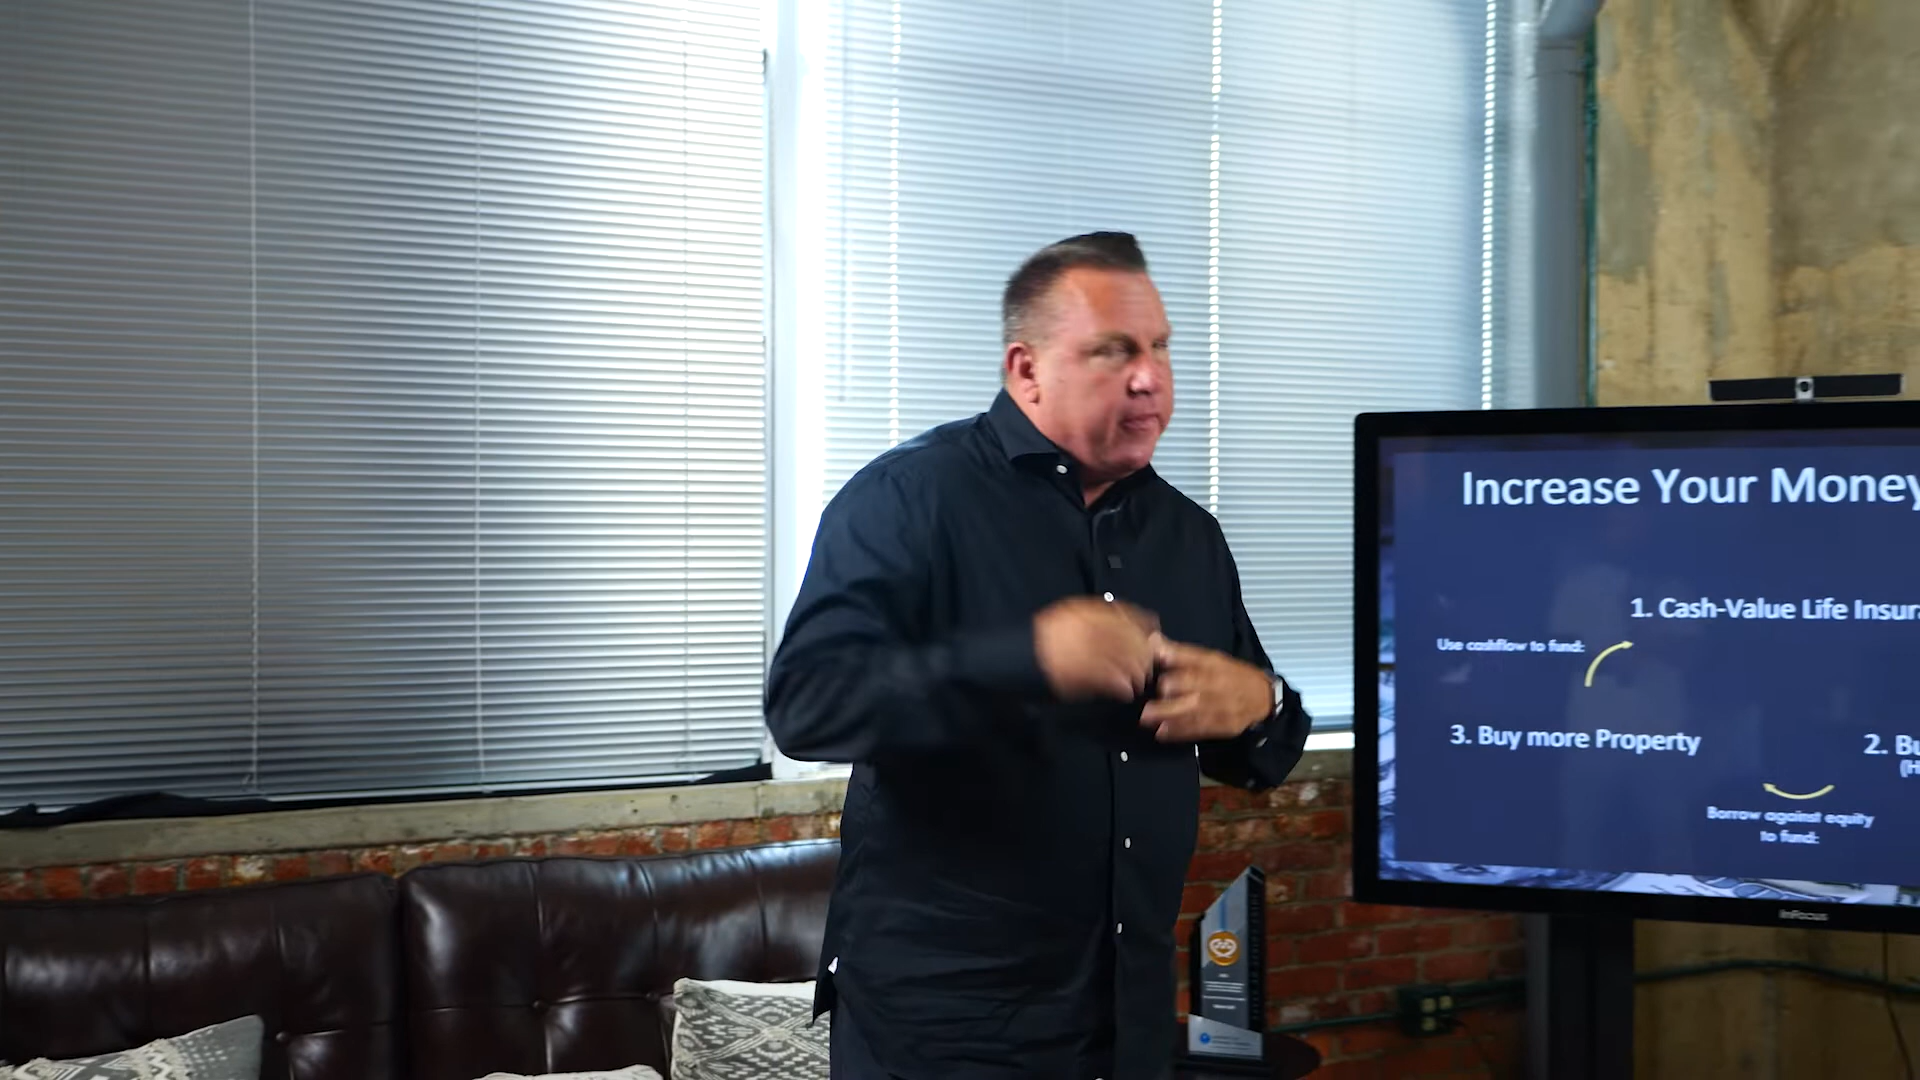 Increase Your Money
1. Cash-Value Life Insur
Use cashflow to fund:
3. Buy more Property
2. Bu
(H
Borrow against equity
to fund:
InFocus